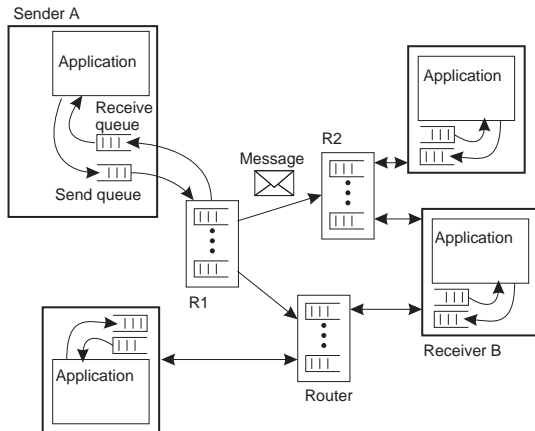 Sender A
Application
Receive
queue
Send queue
R1
Message
R2
Application
Application
Receiver B
Router
Application